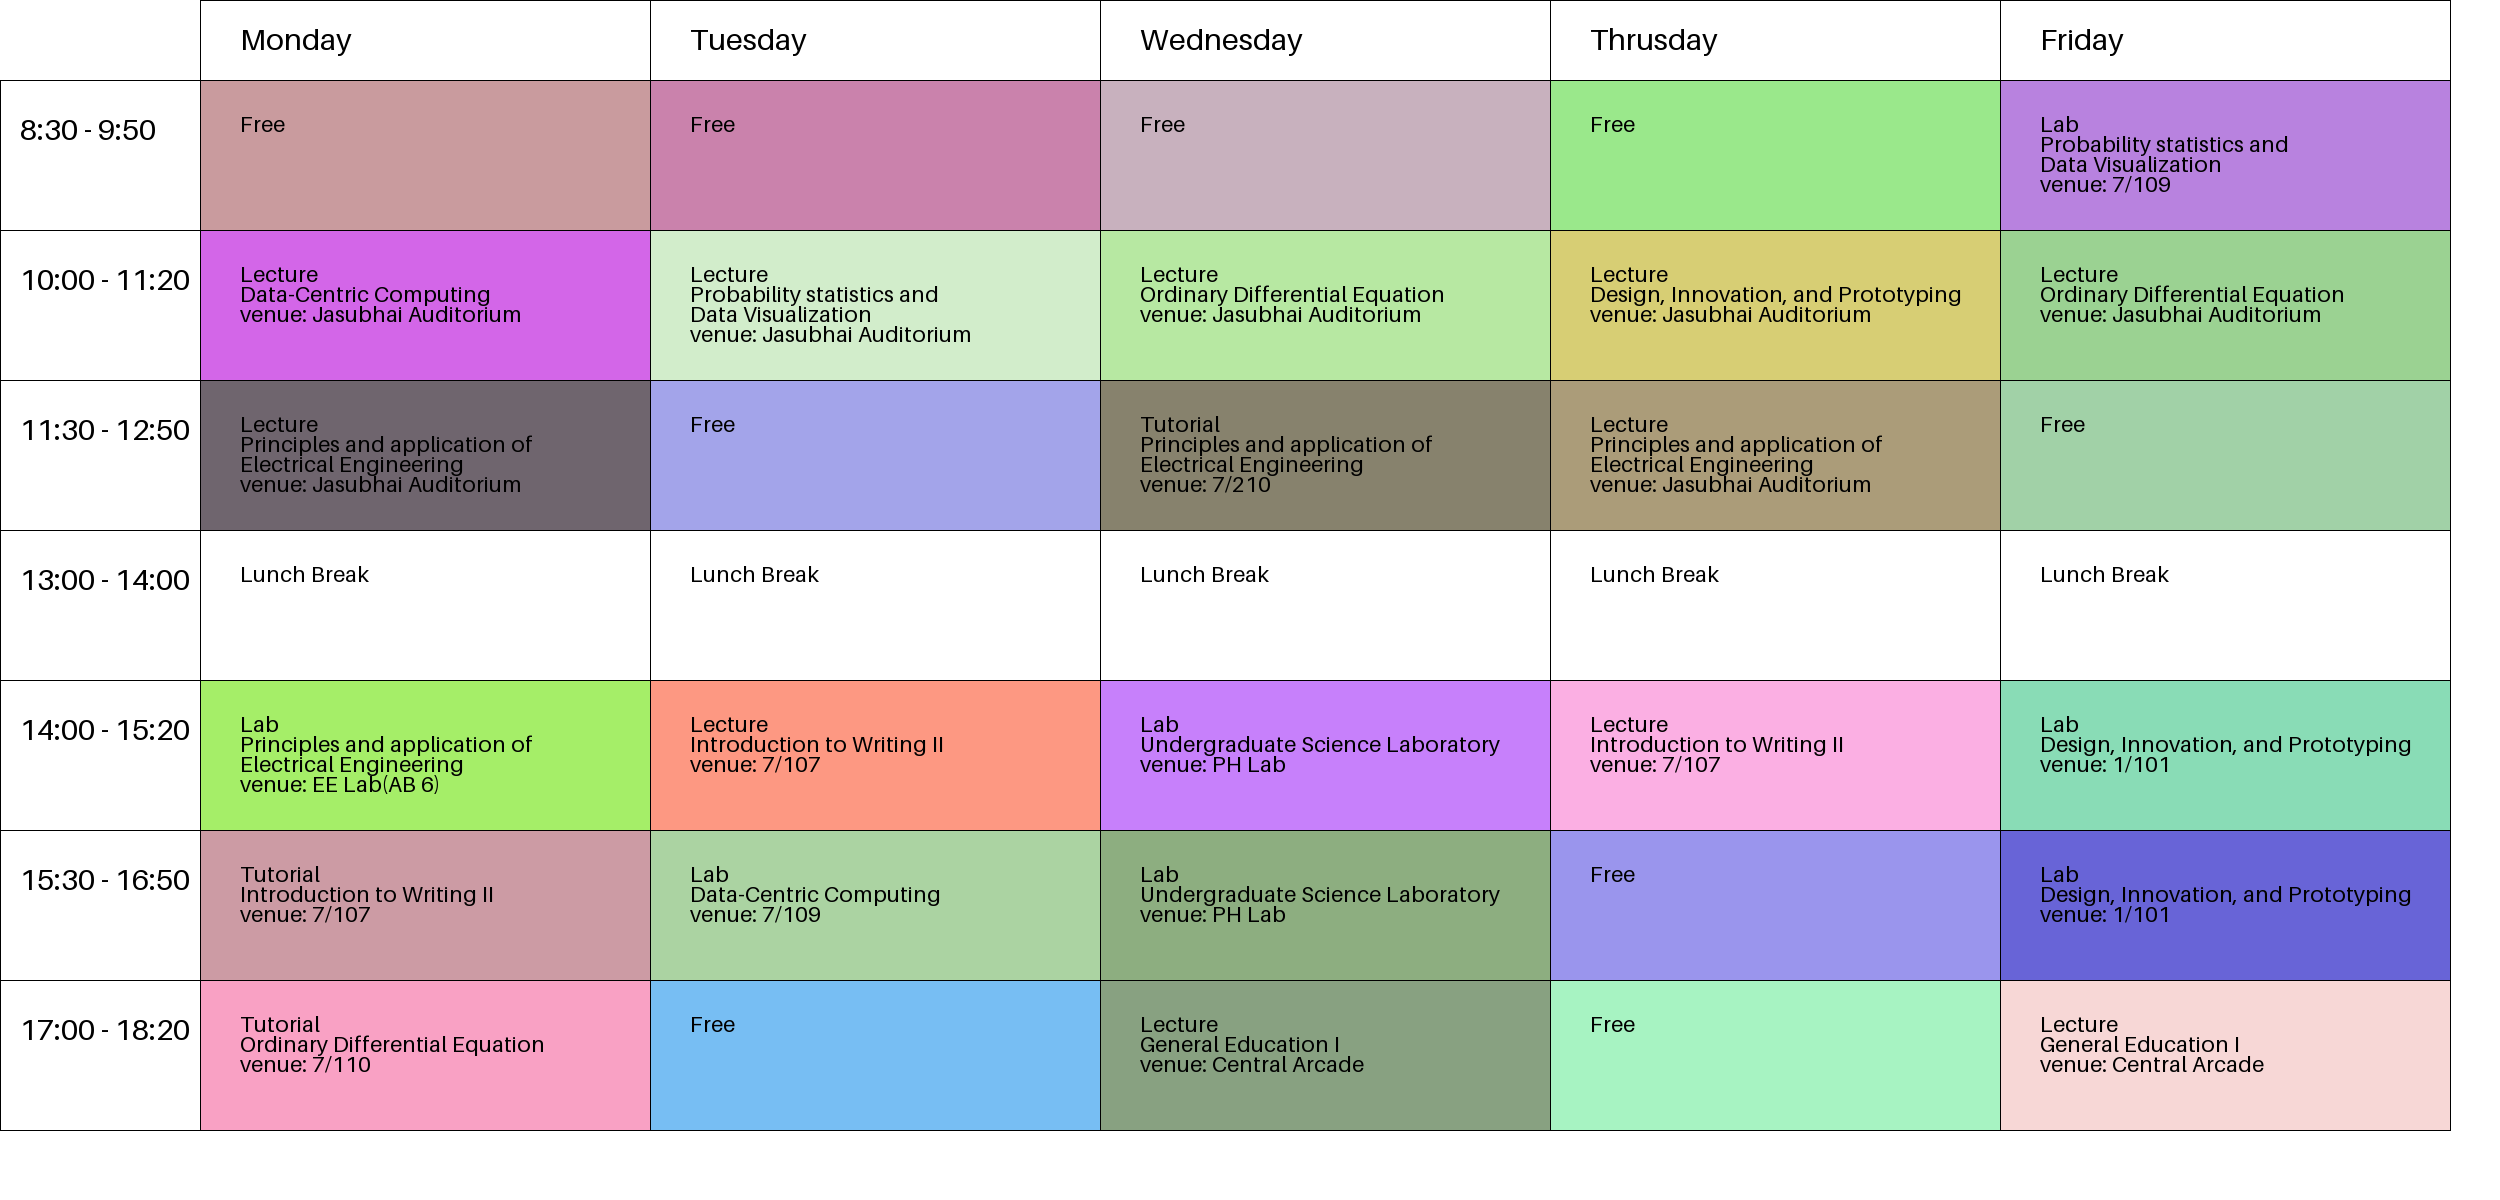 Monday
Tuesday
Wednesday
Thrusday
Friday
8:30 - 9:50
Free
Free
Free
Free
Lab
Probability statistics and
Data Visualization
venue: 7/109
10:00 - 11:20
Lecture
Data-Centric Computing
venue: Jasubhai Auditorium
Lecture
Probability statistics and
Data Visualization
venue: Jasubhai Auditorium
Lecture
Ordinary Differential Equation
venue: Jasubhai Auditorium
Lecture
Design, Innovation, and Prototyping
venue: Jasubhai Auditorium
Lecture
Ordinary Differential Equation
venue: Jasubhai Auditorium
11:30 - 12:50
Lecture
Principles and application of
Electrical Engineering
venue: Jasubhai Auditorium
Free
Tutorial
Principles and application of
Electrical Engineering
venue: 7/210
Lecture
Principles and application of
Electrical Engineering
venue: Jasubhai Auditorium
Free
13:00 - 14:00
Lunch Break
Lunch Break
Lunch Break
Lunch Break
Lunch Break
14:00 - 15:20
Lab
Principles and application of
Electrical Engineering
venue: EE Lab(AB 6)
Lecture
Introduction to Writing II
venue: 7/107
Lab
Undergraduate Science Laboratory
venue: PH Lab
Lecture
Introduction to Writing II
venue: 7/107
Lab
Design, Innovation, and Prototyping
venue: 1/101
15:30 - 16:50
Tutorial
Introduction to Writing II
venue: 7/107
Lab
Data-Centric Computing
venue: 7/109
Lab
Undergraduate Science Laboratory
venue: PH Lab
Free
Lab
Design, Innovation, and Prototyping
venue: 1/101
17:00 - 18:20
Tutorial
Ordinary Differential Equation
venue: 7/110
Free
Lecture
General Education I
venue: Central Arcade
Free
Lecture
General Education I
venue: Central Arcade